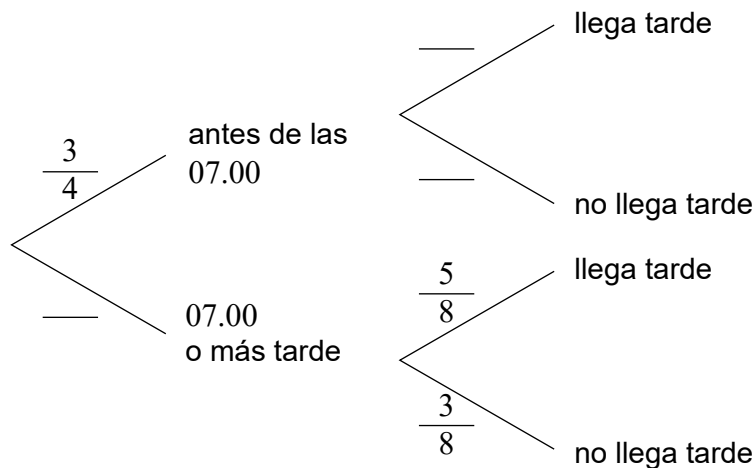 llega tarde
3
4
antes de las
07.00
no llega tarde
07.00
o más tarde
5
8
llega tarde
3
8
no llega tarde